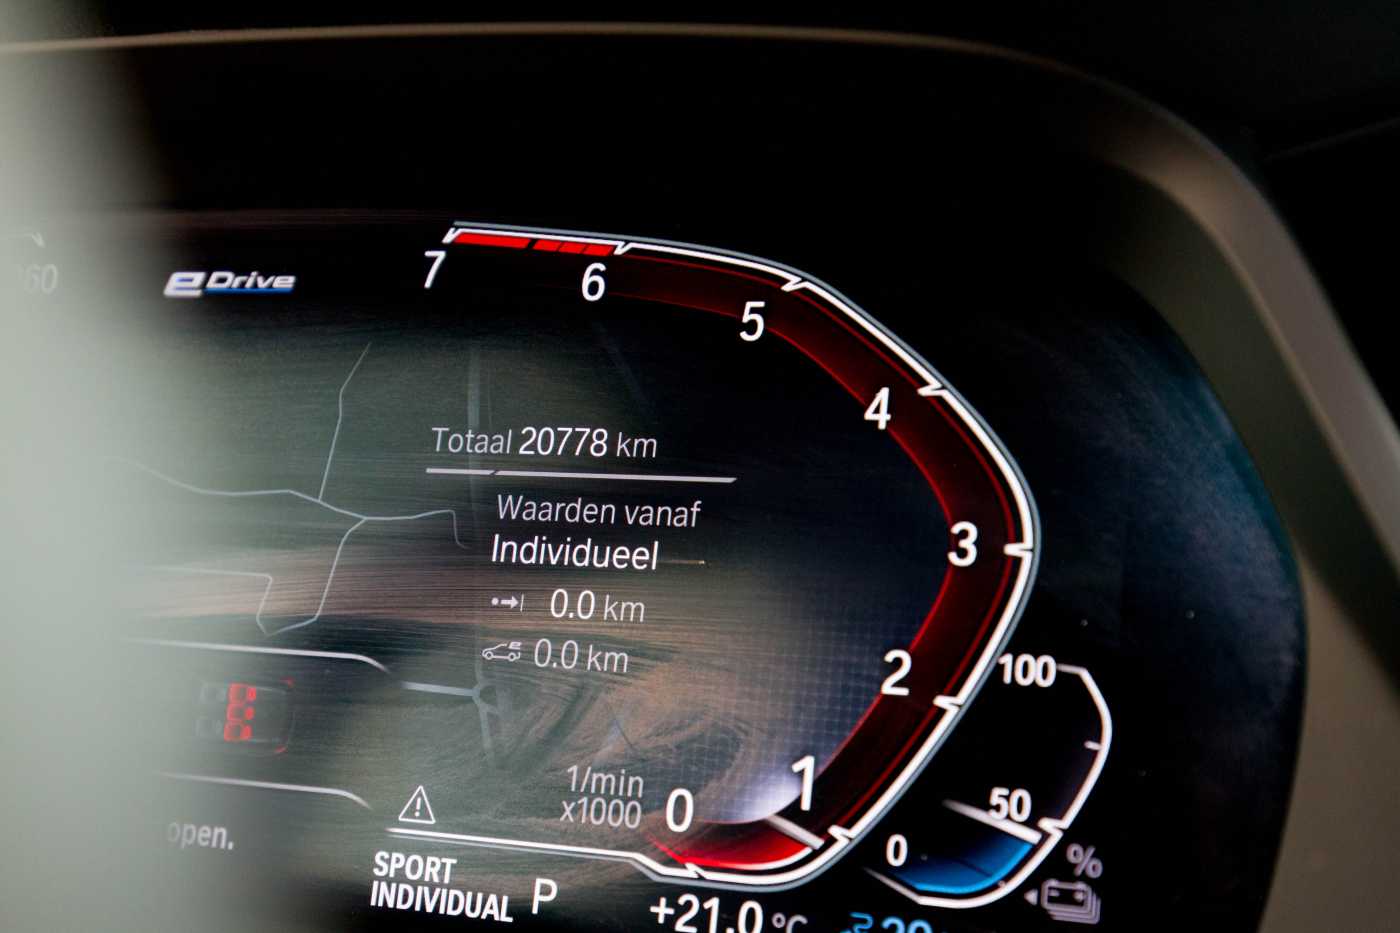 eDrive
7
6
5
4
3
2
1
0
Totaal 20778 km
Waarden vanaf
Individueel
0.0 km
0.0 km
1/min
x1000
100
50
0
%
open.
SPORT
INDIVIDUAL
P
+21.0 °C